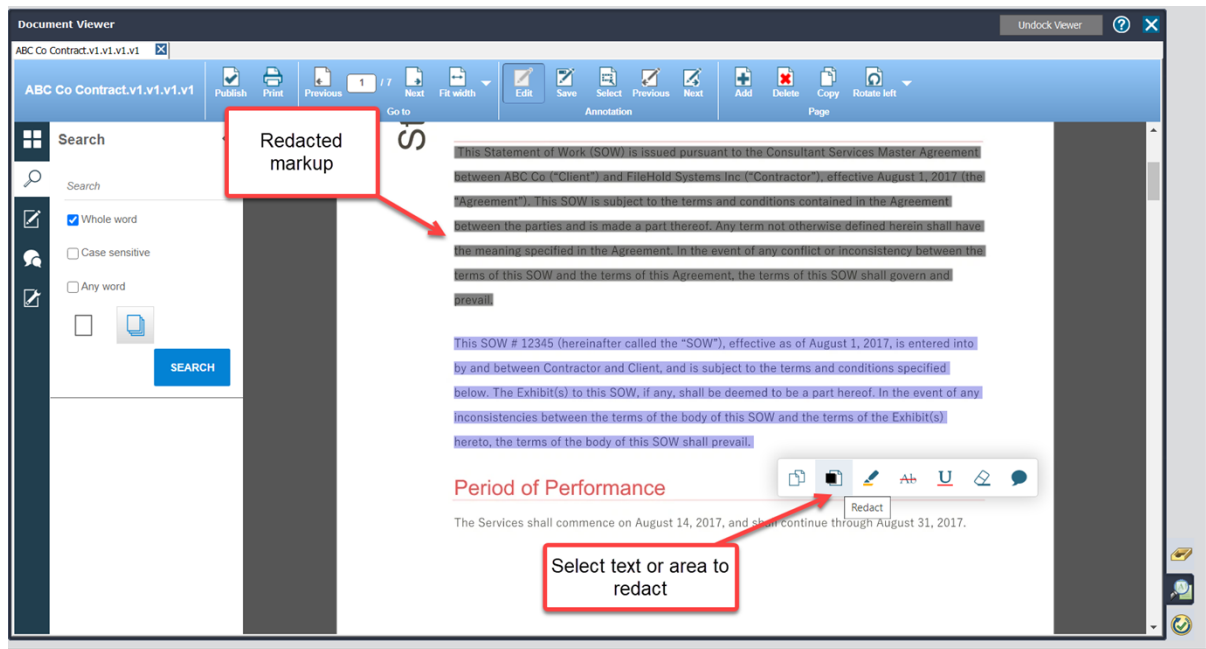 Document Viewer
Undock Viewer
ABC Co Contract.v1.v1.v1.v1
ABC Co Contract.v1.v1.v1.v1
Publish
Print
Previous
1 / 7
Next
Fit width
Go to
Edit
Save
Select
Previous
Next
Annotation
Add
Delete
Copy
Rotate left
Page
Search
Search
Whole word
Case sensitive
Any word
SEARCH
Redacted
markup
This Statement of Work (SOW) is issued pursuant to the Consultant Services Master Agreement
between ABC Co (“Client”) and FileHold Systems Inc (“Contractor”), effective August 1, 2017 (the
“Agreement”). This SOW is subject to the terms and conditions contained in the Agreement
between the parties and is made a part thereof. Any term not otherwise defined herein shall have
the meaning specified in the Agreement. In the event of any conflict or inconsistency between the
terms of this SOW and the terms of this Agreement, the terms of this SOW shall govern and
prevail.
This SOW # 12345 (hereinafter called the “SOW”), effective as of August 1, 2017, is entered into
by and between Contractor and Client, and is subject to the terms and conditions specified
below. The Exhibit(s) to this SOW, if any, shall be deemed to be a part hereof. In the event of any
inconsistencies between the terms of the body of this SOW and the terms of the Exhibit(s)
hereto, the terms of the body of this SOW shall prevail.
Ab
U
Redact
Period of Performance
The Services shall commence on August 14, 2017, and shall continue through August 31, 2017.
Select text or area to
redact